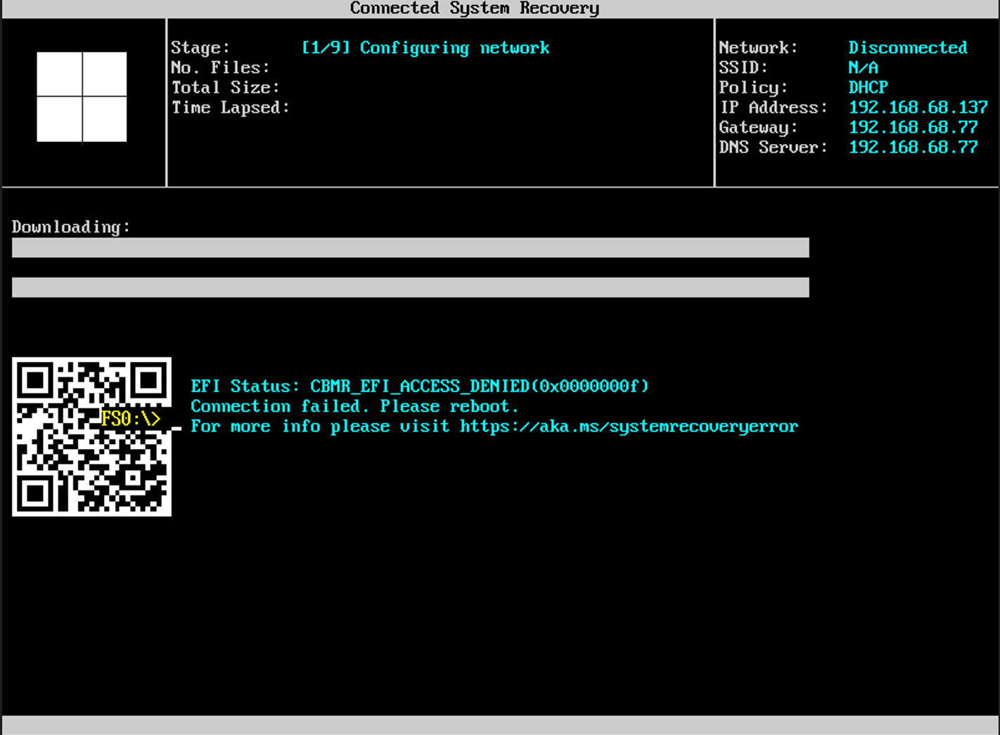 Connected System Recovery
Stage: [1/9] Configuring network
No. Files:
Total Size:
Time Lapsed:
Network: Disconnected
SSID: N/A
Policy: DHCP
IP Address: 192.168.68.137
Gateway: 192.168.68.77
DNS Server: 192.168.68.77
Downloading:
FS0:\>_
EFI Status: CBMR_EFI_ACCESS_DENIED(0x0000000f)
Connection failed. Please reboot.
For more info please visit https://aka.ms/systemrecoveryerror